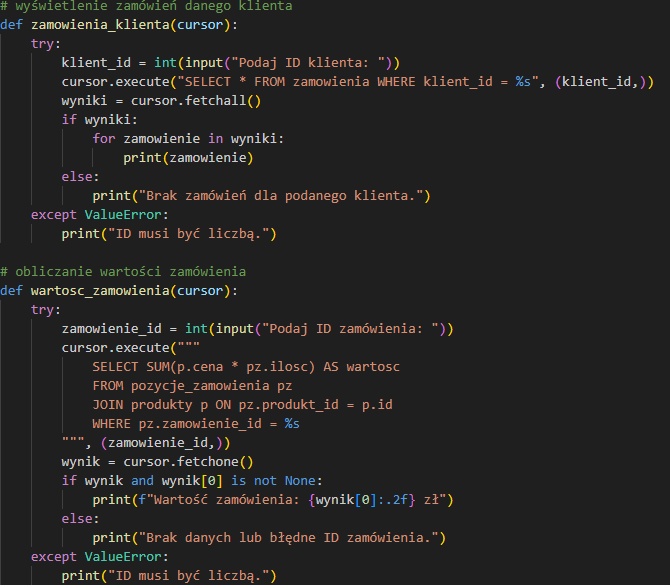 # wyświetlenie zamówień danego klienta
def zamowienia_klienta(cursor):
    try:
        klient_id = int(input("Podaj ID klienta: "))
        cursor.execute("SELECT * FROM zamowienia WHERE klient_id = %s", (klient_id,))
        wyniki = cursor.fetchall()
        if wyniki:
            for zamowienie in wyniki:
                print(zamowienie)
        else:
            print("Brak zamówień dla podanego klienta.")
    except ValueError:
        print("ID musi być liczbą.")

# obliczanie wartości zamówienia
def wartosc_zamowienia(cursor):
    try:
        zamowienie_id = int(input("Podaj ID zamówienia: "))
        cursor.execute("""
            SELECT SUM(p.cena * pz.ilosc) AS wartosc
            FROM pozycje_zamowienia pz
            JOIN produkty p ON pz.produkt_id = p.id
            WHERE pz.zamowienie_id = %s
        """, (zamowienie_id,))
        wynik = cursor.fetchone()
        if wynik and wynik[0] is not None:
            print(f"Wartość zamówienia: {wynik[0]:.2f} zł")
        else:
            print("Brak danych lub błędne ID zamówienia.")
    except ValueError:
        print("ID musi być liczbą.")